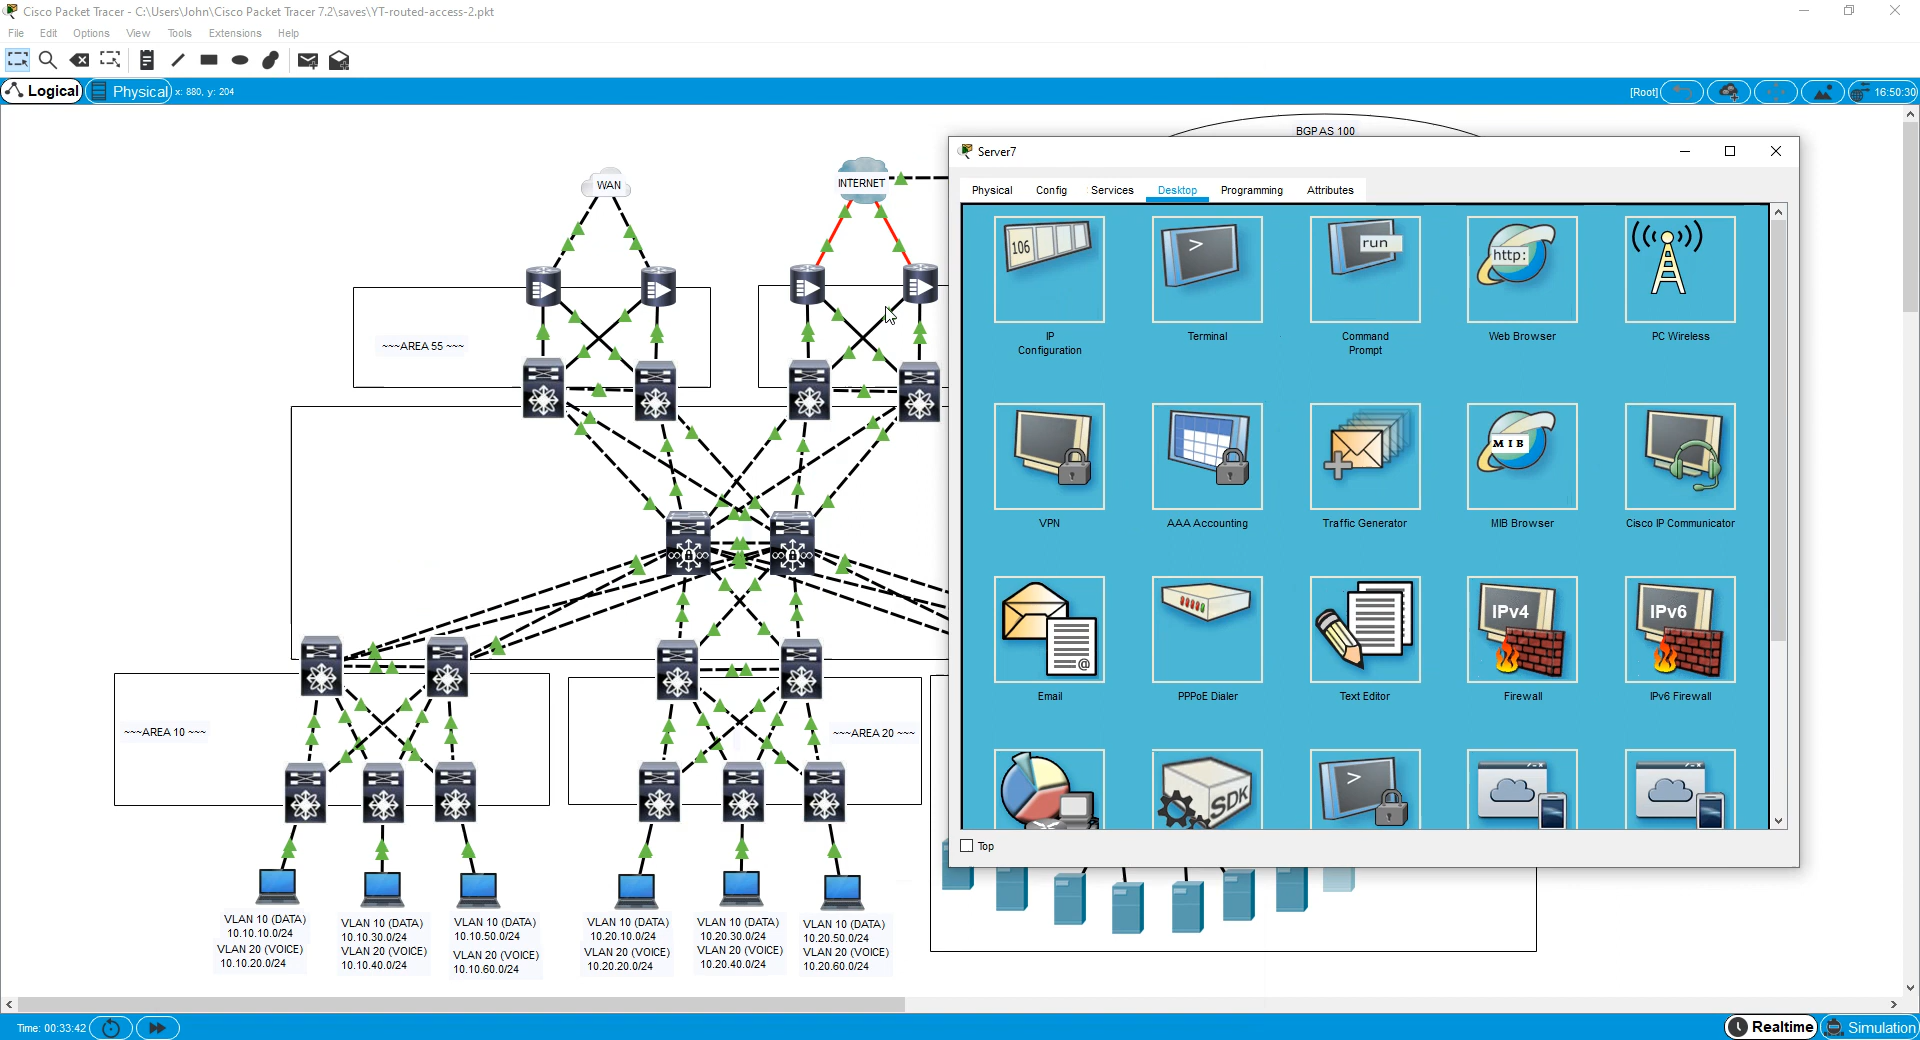 Cisco Packet Tracer - C:\Users\John\Cisco Packet Tracer 7.2\saves\YT-routed-access-2.pkt
File Edit Options View Tools Extensions Help
Logical Physical x: 880, y: 204 [Root] 16:50:30
BGP AS 100
WAN
INTERNET
~~~AREA 55 ~~~
~~~AREA 10 ~~~
~~~AREA 20 ~~~
VLAN 10 (DATA)
10.10.10.0/24
VLAN 20 (VOICE)
10.10.20.0/24
VLAN 10 (DATA)
10.10.30.0/24
VLAN 20 (VOICE)
10.10.40.0/24
VLAN 10 (DATA)
10.10.50.0/24
VLAN 20 (VOICE)
10.10.60.0/24
VLAN 10 (DATA)
10.20.10.0/24
VLAN 20 (VOICE)
10.20.20.0/24
VLAN 10 (DATA)
10.20.30.0/24
VLAN 20 (VOICE)
10.20.40.0/24
VLAN 10 (DATA)
10.20.50.0/24
VLAN 20 (VOICE)
10.20.60.0/24
Server7
Physical Config Services Desktop Programming Attributes
106
>
run
http:
IP
Configuration
Terminal
Command
Prompt
Web Browser
PC Wireless
MIB
VPN
AAA Accounting
Traffic Generator
MIB Browser
Cisco IP Communicator
@
IPv4
IPv6
Email
PPPoE Dialer
Text Editor
Firewall
IPv6 Firewall
SDK
>
Top
Time: 00:33:42
Realtime
Simulation